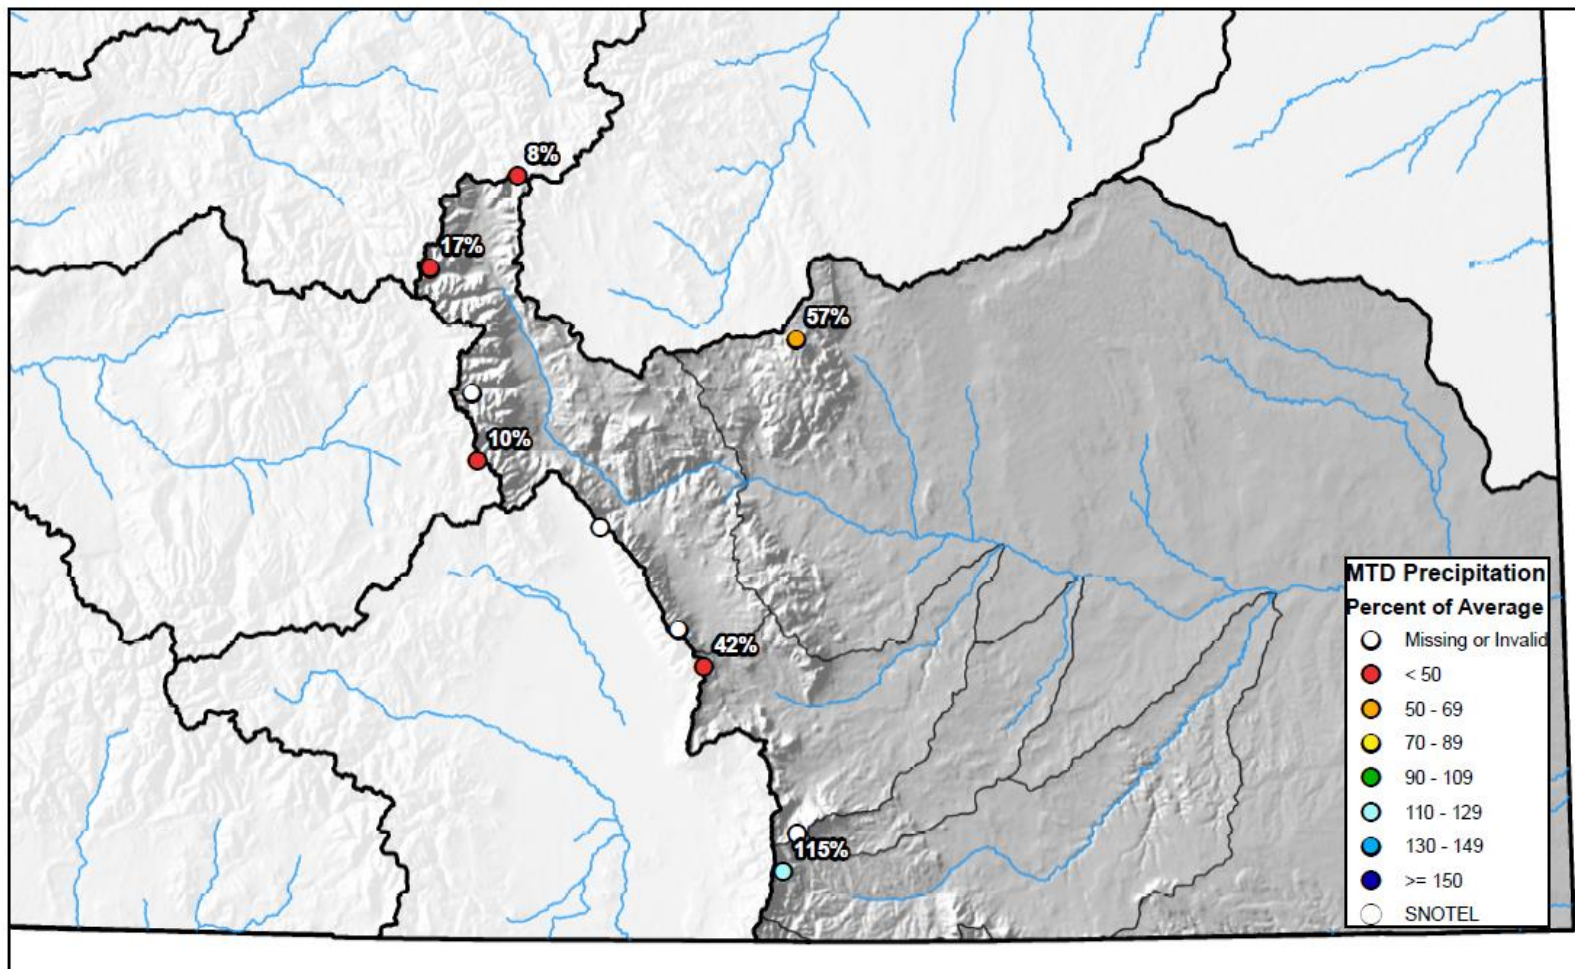 8%
17%
57%
10%
42%
115%
MTD Precipitation
Percent of Average
Missing or Invalid
< 50
50 - 69
70 - 89
90 - 109
110 - 129
130 - 149
>= 150
SNOTEL